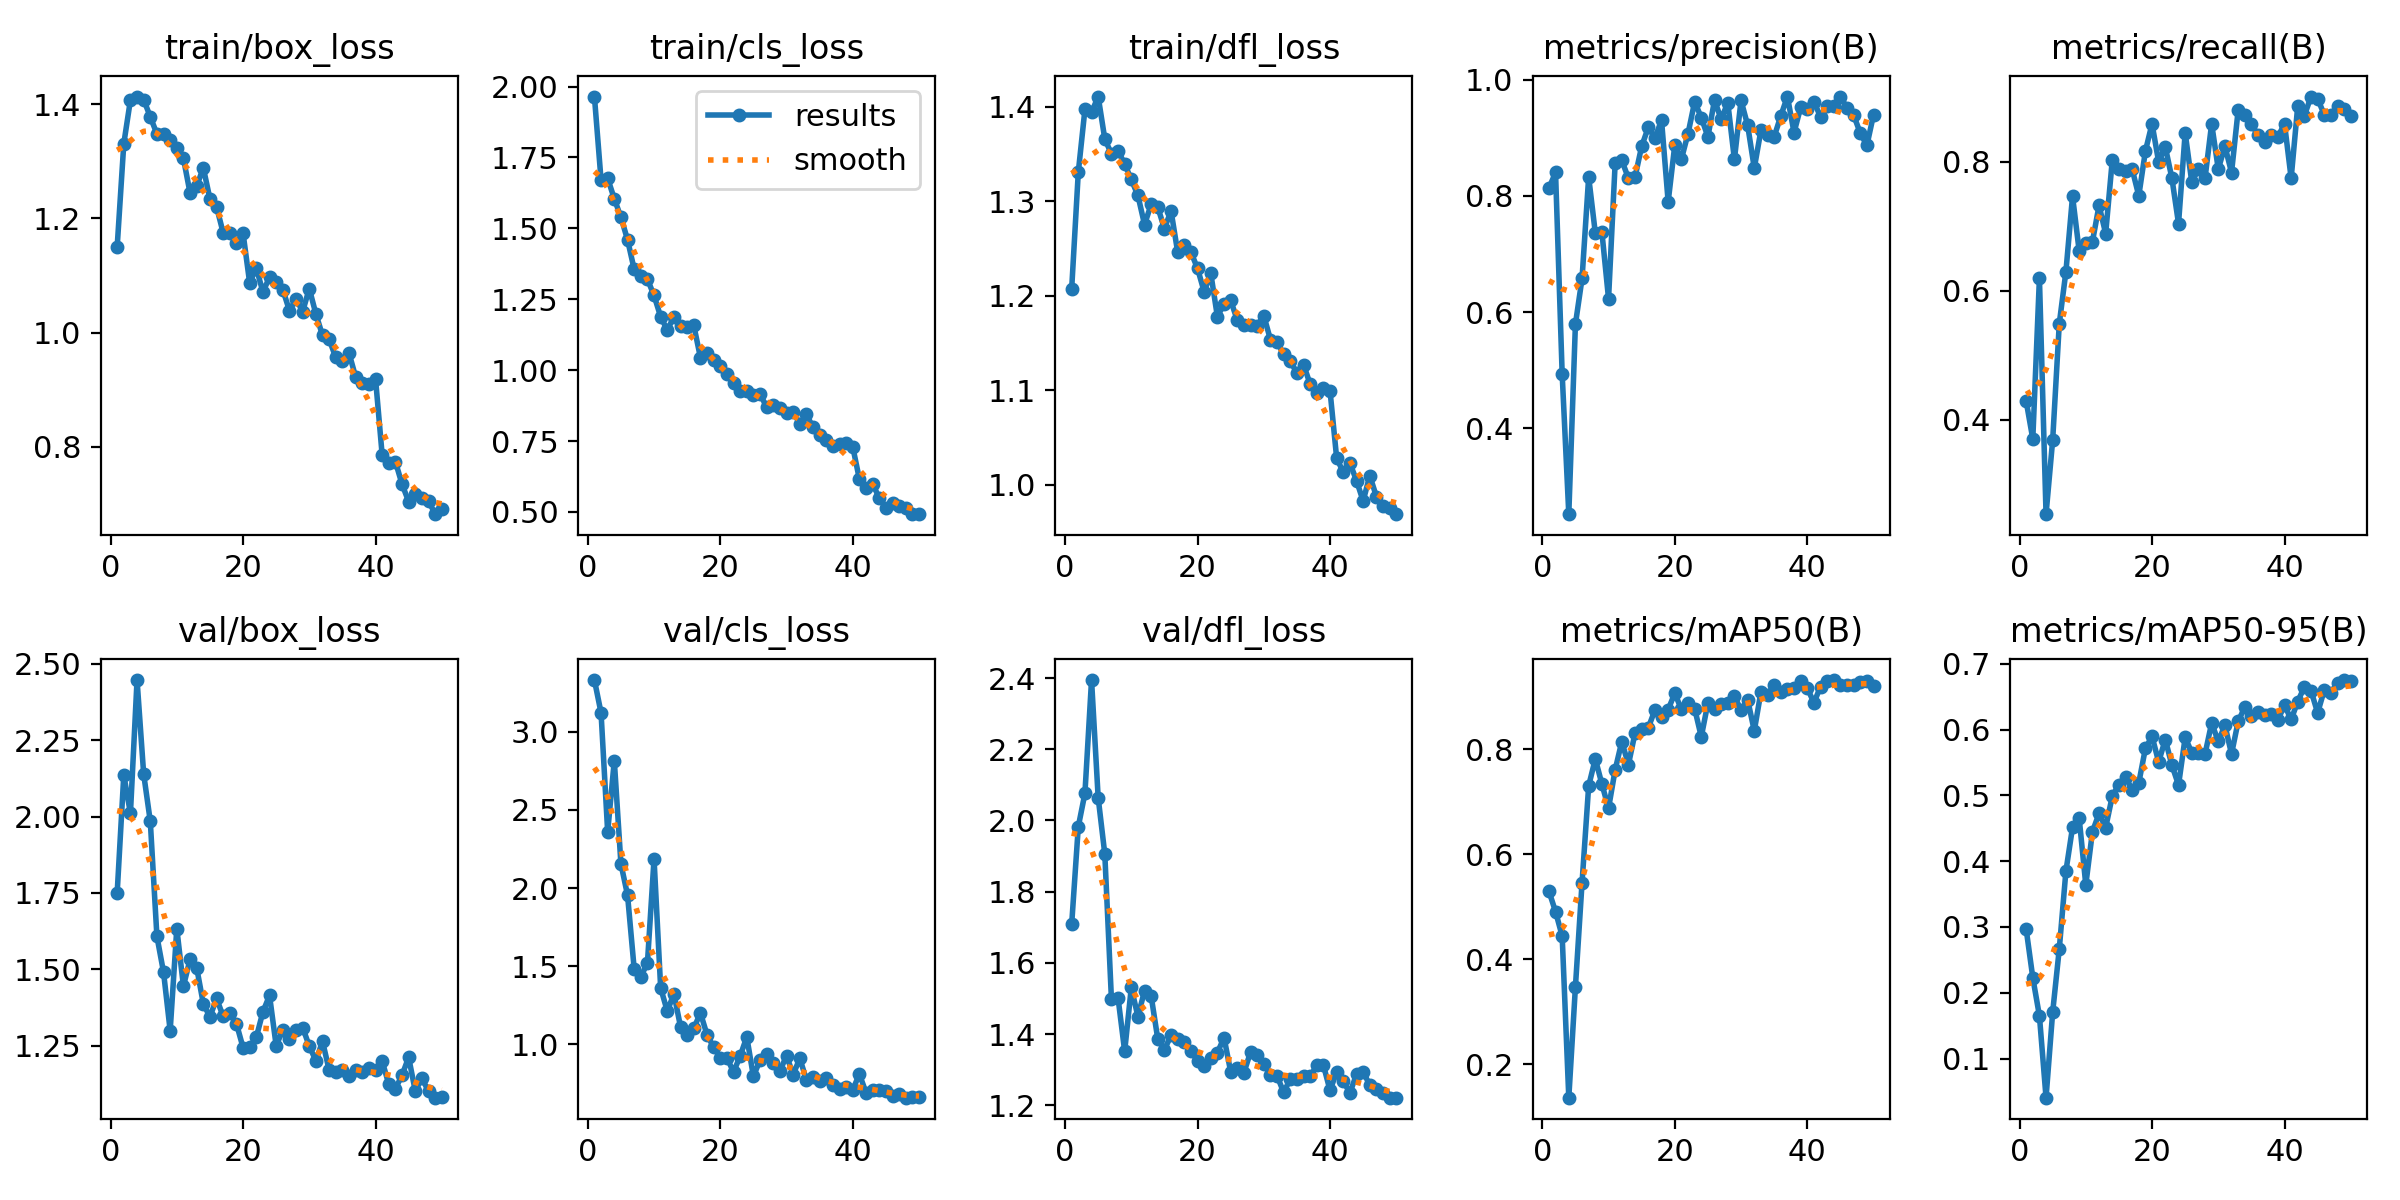 train/box_loss
1.4
1.2
1.0
0.8
0 20 40
train/cls_loss
results
smooth
2.00
1.75
1.50
1.25
1.00
0.75
0.50
0 20 40
train/dfl_loss
1.4
1.3
1.2
1.1
1.0
0 20 40
metrics/precision(B)
1.0
0.8
0.6
0.4
0 20 40
metrics/recall(B)
0.8
0.6
0.4
0 20 40
val/box_loss
2.50
2.25
2.00
1.75
1.50
1.25
0 20 40
val/cls_loss
3.0
2.5
2.0
1.5
1.0
0 20 40
val/dfl_loss
2.4
2.2
2.0
1.8
1.6
1.4
1.2
0 20 40
metrics/mAP50(B)
0.8
0.6
0.4
0.2
0 20 40
metrics/mAP50-95(B)
0.7
0.6
0.5
0.4
0.3
0.2
0.1
0 20 40